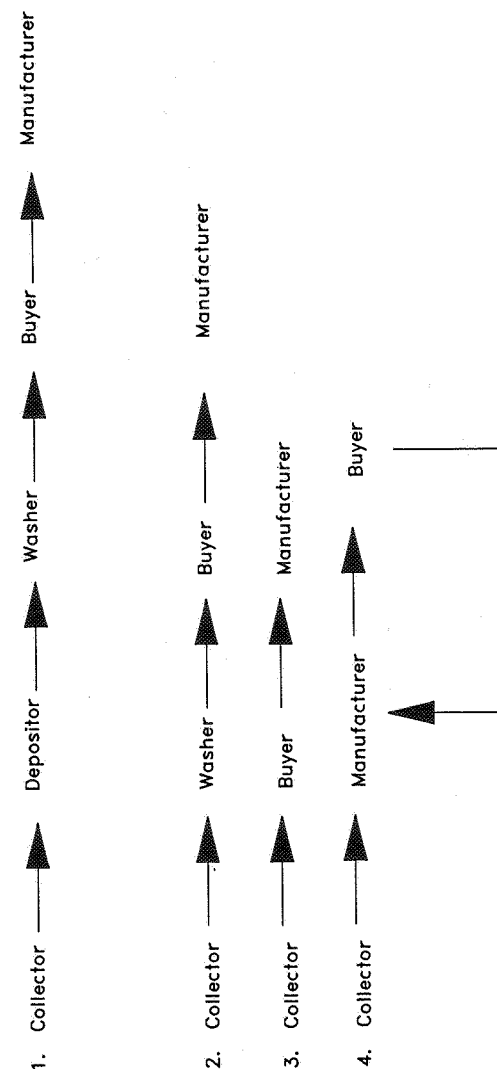 1. Collector Depositor Washer Buyer Manufacturer
2. Collector Washer Buyer Manufacturer
3. Collector Buyer Manufacturer
4. Collector Manufacturer Buyer